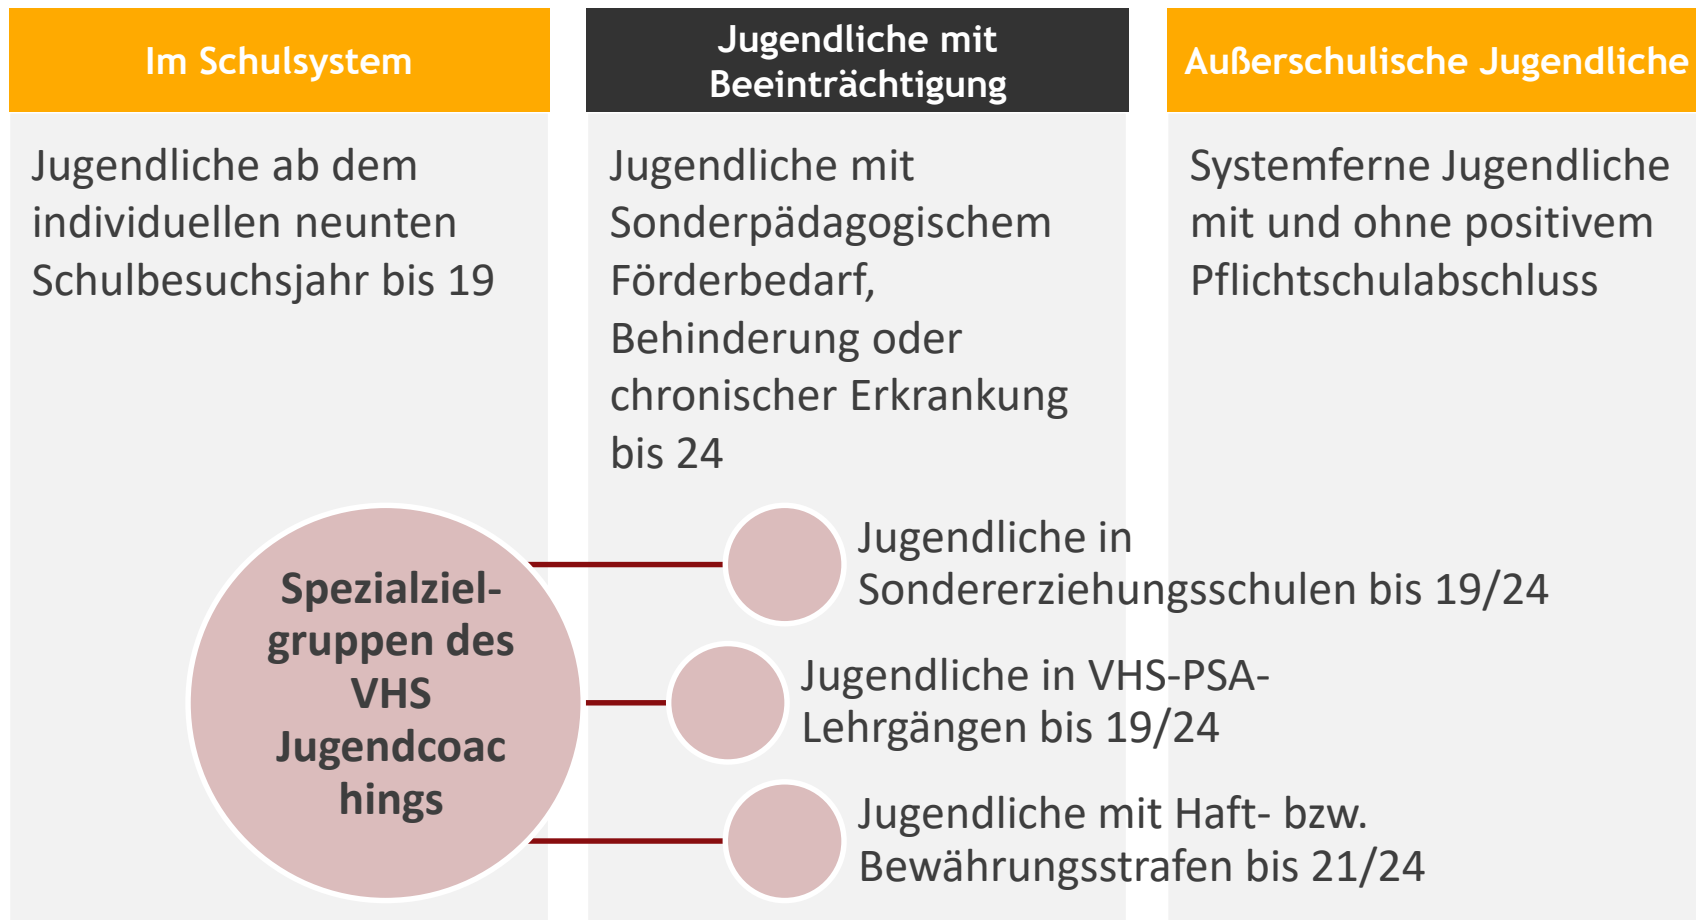 Im Schulsystem
Jugendliche ab dem
individuellen neunten
Schulbesuchsjahr bis 19
Jugendliche mit
Beeinträchtigung
Jugendliche mit
Sonderpädagogischem
Förderbedarf,
Behinderung oder
chronischer Erkrankung
bis 24
Außerschulische Jugendliche
Systemferne Jugendliche
mit und ohne positivem
Pflichtschulabschluss
Spezialziel-
gruppen des
VHS
Jugendcoac
hings
Jugendliche in
Sondererziehungsschulen bis 19/24
Jugendliche in VHS-PSA-
Lehrgängen bis 19/24
Jugendliche mit Haft- bzw.
Bewährungsstrafen bis 21/24